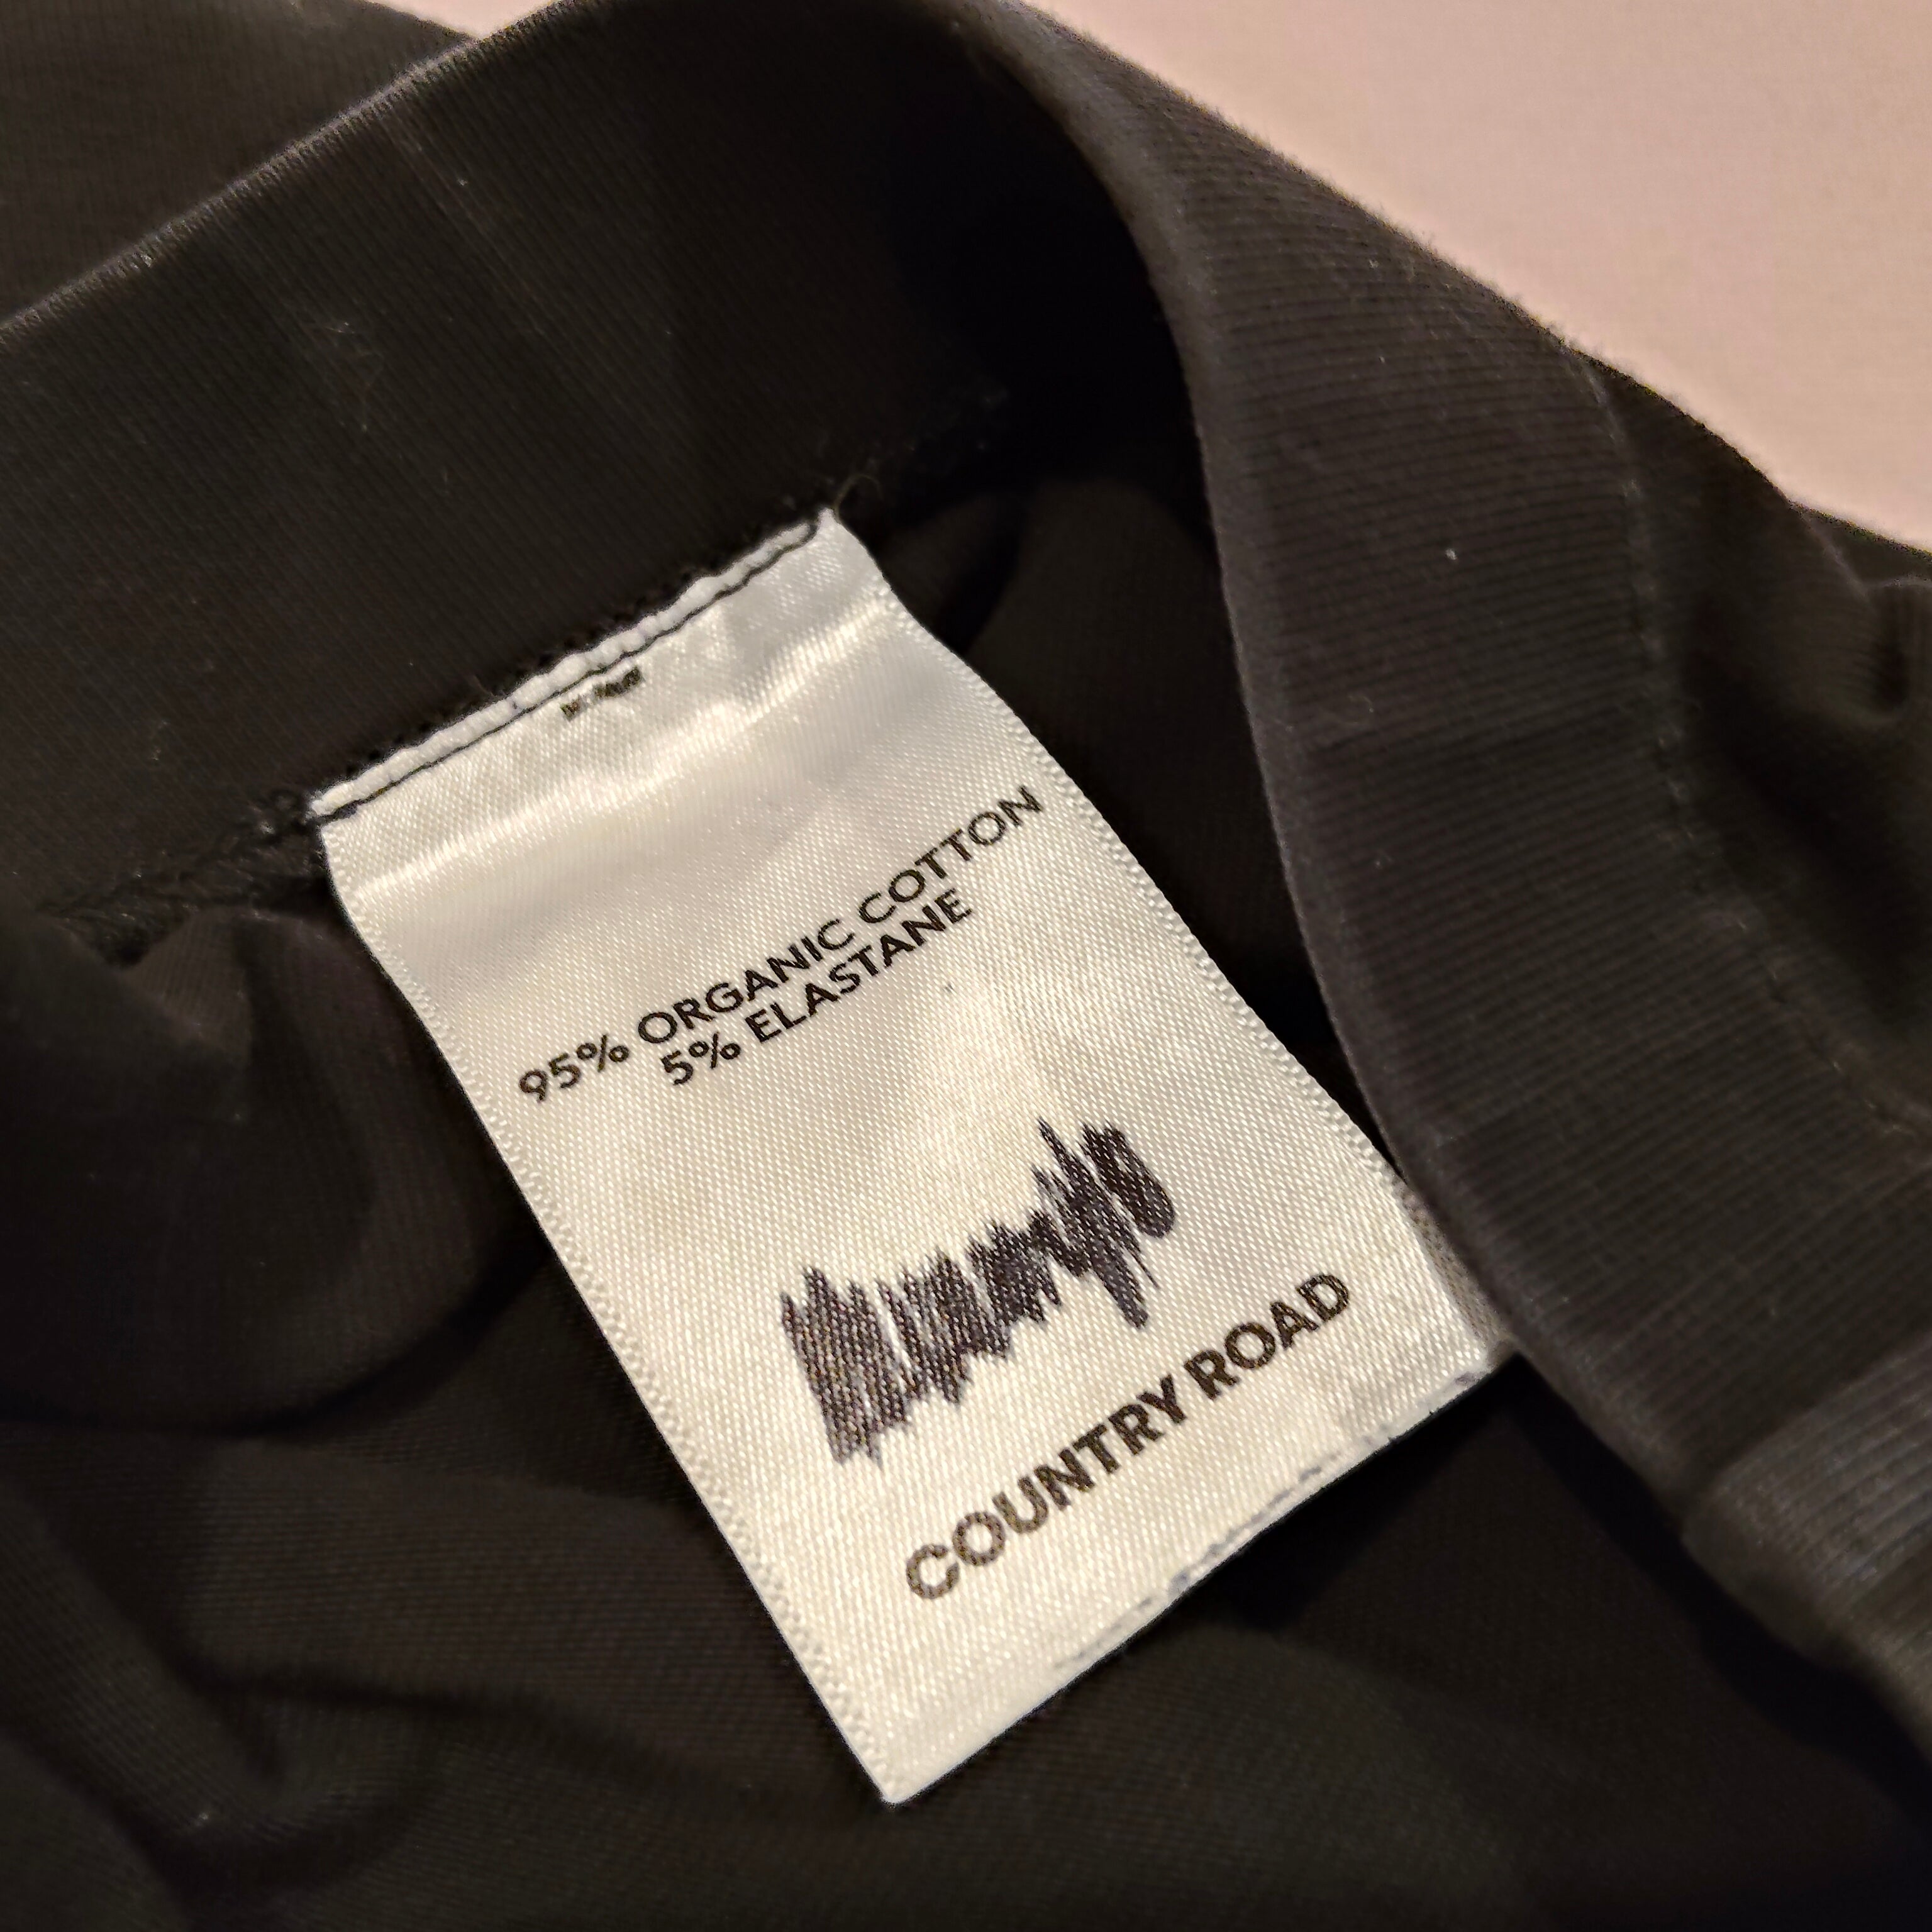 95% ORGANIC COTTON
5% ELASTANE
COUNTRY ROAD